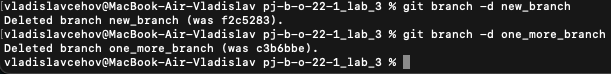 [vladislavcehov@MacBook-Air-Vladislav pj-b-o-22-1_lab_3 % git branch -d new_branch
Deleted branch new_branch (was f2c5283).
[vladislavcehov@MacBook-Air-Vladislav pj-b-o-22-1_lab_3 % git branch -d one_more_branch
Deleted branch one_more_branch (was c3b6bbe).
vladislavcehov@MacBook-Air-Vladislav pj-b-o-22-1_lab_3 %